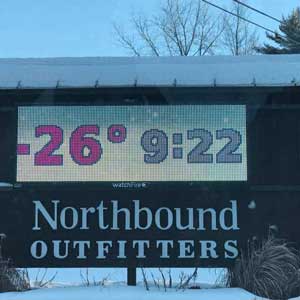 -26° 9:22
watchfire
Northbound
OUTFITTERS